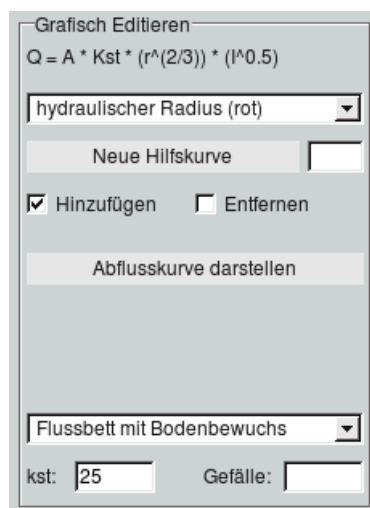 Grafisch Editieren
Q = A * Kst * (r^(2/3)) * (I^0.5)
hydraulischer Radius (rot)
Neue Hilfskurve
Hinzufügen Entfernen
Abflusskurve darstellen
Flussbett mit Bodenbewuchs
kst: 25 Gefälle: